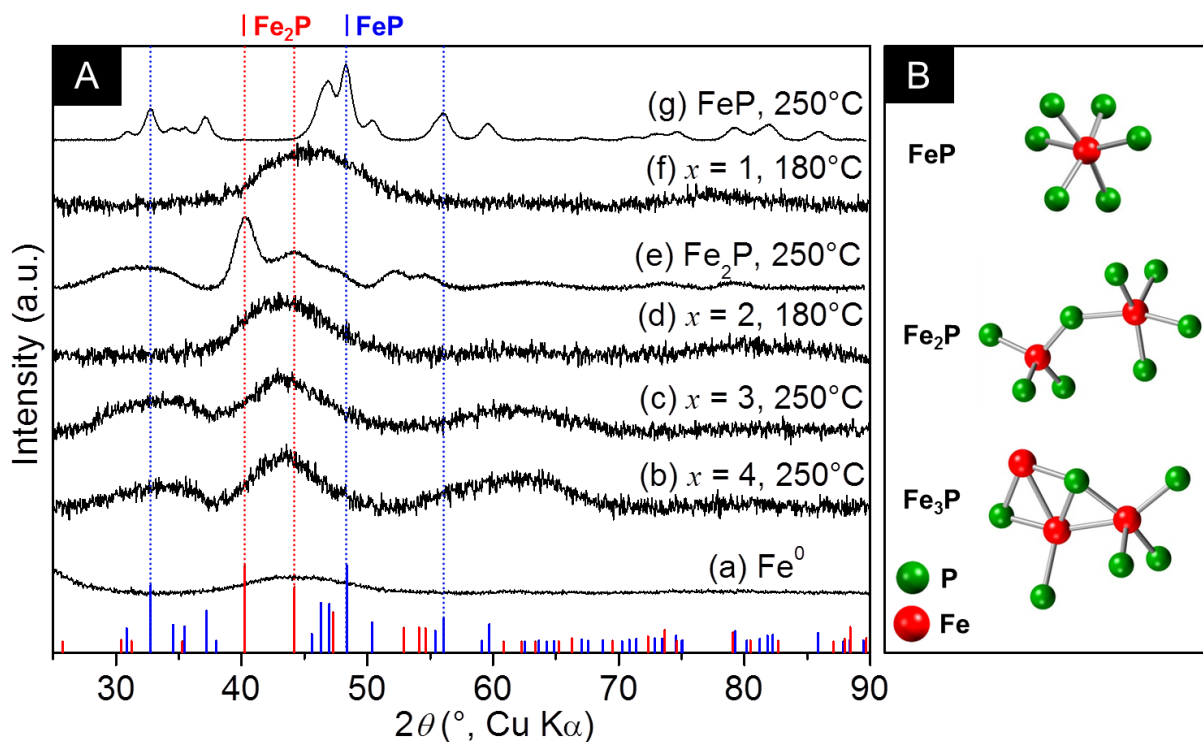 | Fe₂P | FeP
A
(g) FeP, 250°C
(f) x = 1, 180°C
(e) Fe₂P, 250°C
(d) x = 2, 180°C
(c) x = 3, 250°C
(b) x = 4, 250°C
(a) Fe⁰
Intensity (a.u.)
30 40 50 60 70 80 90
2θ (°, Cu Kα)
B
FeP
Fe₂P
Fe₃P
P
Fe